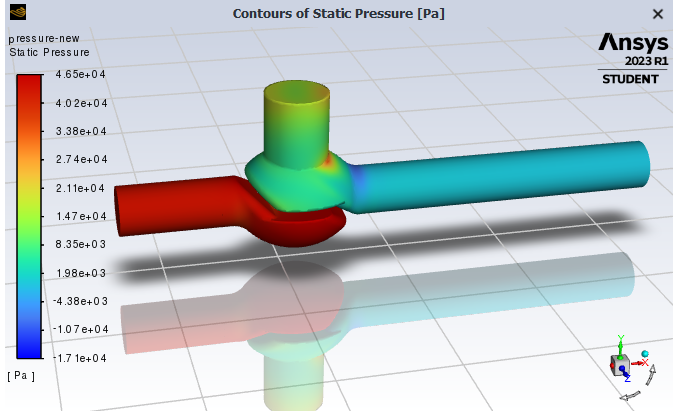 Contours of Static Pressure [Pa]
pressure-new
Static Pressure
4.65e+04
4.02e+04
3.38e+04
2.74e+04
2.11e+04
1.47e+04
8.35e+03
1.98e+03
-4.38e+03
-1.07e+04
-1.71e+04
[ Pa ]
Ansys
2023 R1
STUDENT
Y
X
Z